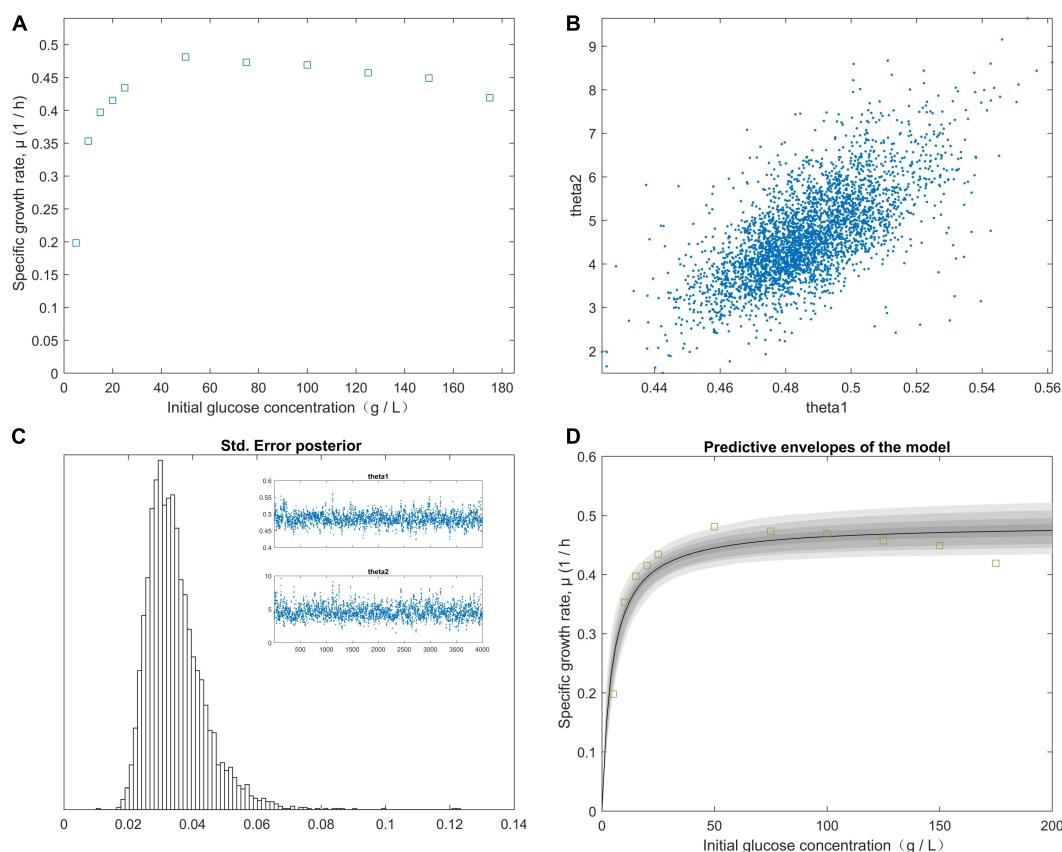 A
0.5
0.45
0.4
0.35
0.3
0.25
0.2
0.15
0.1
0.05
0
0 20 40 60 80 100 120 140 160 180
Specific growth rate, μ (1 / h)
Initial glucose concentration（g / L）
B
9
8
7
6
5
4
3
2
0.44 0.46 0.48 0.5 0.52 0.54 0.56
theta2
theta1
C
Std. Error posterior
theta1
0.6
0.55
0.5
0.45
0.4
theta2
10
5
0
500 1000 1500 2000 2500 3000 3500 4000
0 0.02 0.04 0.06 0.08 0.1 0.12 0.14
D
Predictive envelopes of the model
0.6
0.5
0.4
0.3
0.2
0.1
0
0 50 100 150 200
Specific growth rate, μ (1 / h
Initial glucose concentration（g / L）